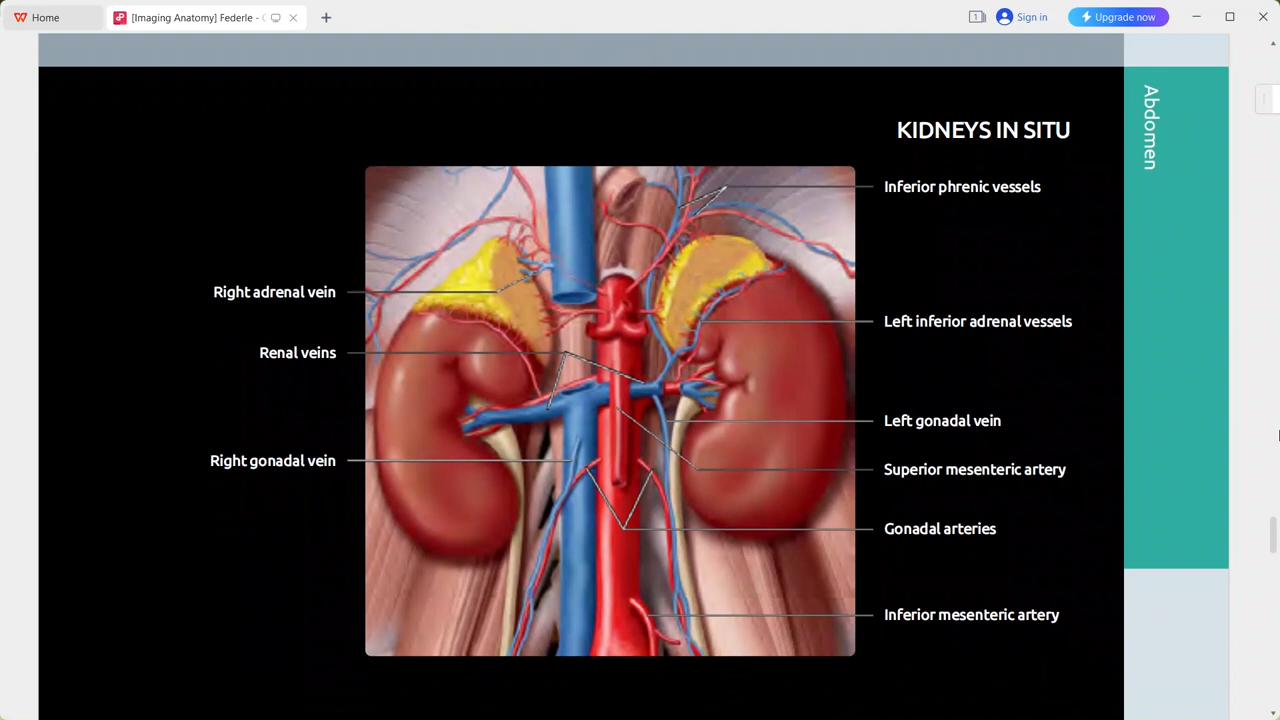 Home
[Imaging Anatomy] Federle -
1
Sign in
Upgrade now
Abdomen
KIDNEYS IN SITU
Inferior phrenic vessels
Right adrenal vein
Left inferior adrenal vessels
Renal veins
Left gonadal vein
Right gonadal vein
Superior mesenteric artery
Gonadal arteries
Inferior mesenteric artery